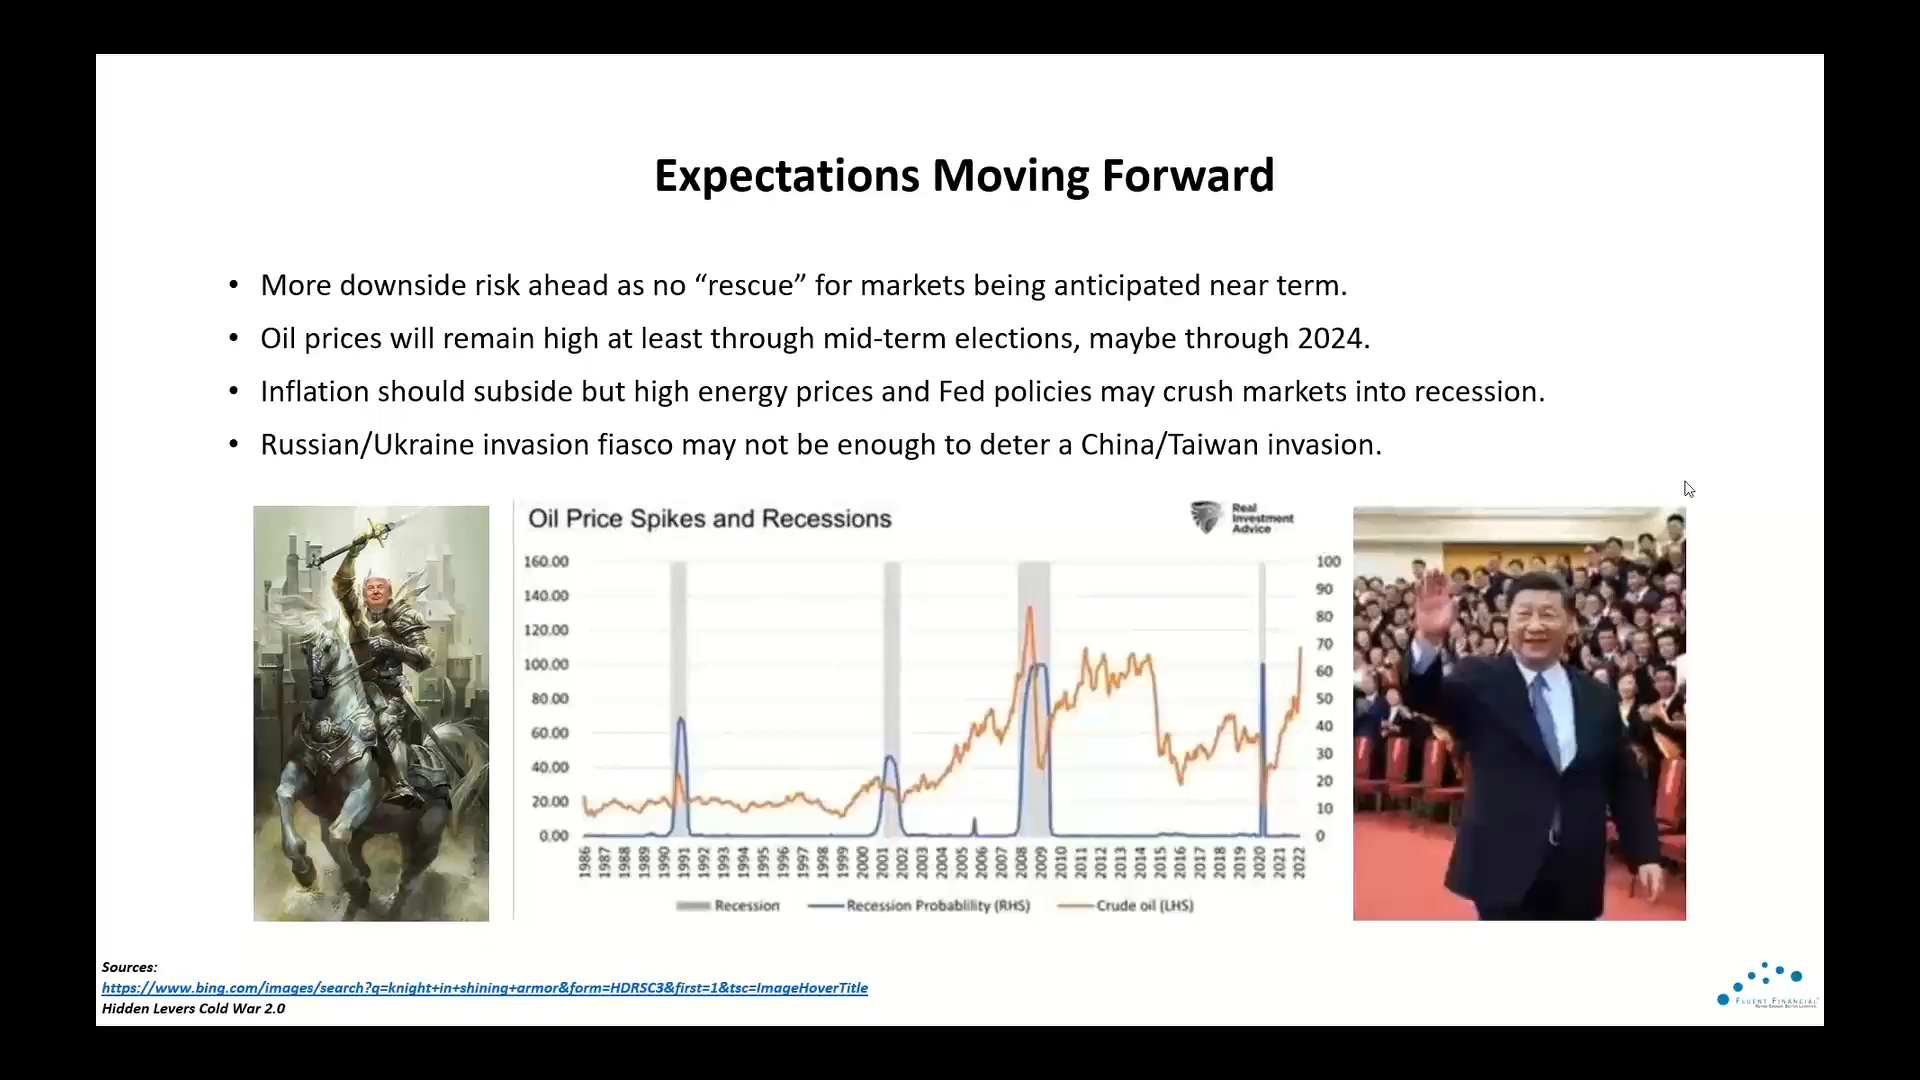 Expectations Moving Forward
• More downside risk ahead as no “rescue” for markets being anticipated near term.
• Oil prices will remain high at least through mid-term elections, maybe through 2024.
• Inflation should subside but high energy prices and Fed policies may crush markets into recession.
• Russian/Ukraine invasion fiasco may not be enough to deter a China/Taiwan invasion.
Oil Price Spikes and Recessions
Real
Investment
Advice
160.00
140.00
120.00
100.00
80.00
60.00
40.00
20.00
0.00
100
90
80
70
60
50
40
30
20
10
0
1986 1987 1988 1989 1990 1991 1992 1993 1994 1995 1996 1997 1998 1999 2000 2001 2002 2003 2004 2005 2006 2007 2008 2009 2010 2011 2012 2013 2014 2015 2016 2017 2018 2019 2020 2021 2022
Recession Recession Probablility (RHS) Crude oil (LHS)
Sources:
https://www.bing.com/images/search?q=knight+in+shining+armor&form=HDRSC3&first=1&tsc=ImageHoverTitle
Hidden Levers Cold War 2.0
Fluent Financial